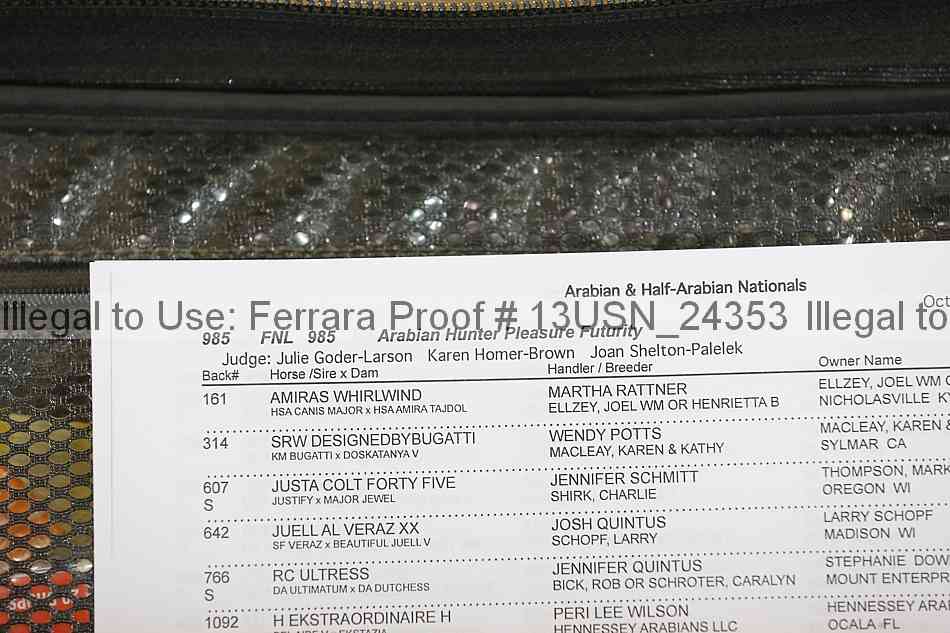 Arabian & Half-Arabian Nationals
Oct
Illegal to Use: Ferrara Proof # 13USN_24353 Illegal to
985 FNL 985 Arabian Hunter Pleasure Futurity
Judge: Julie Goder-Larson Karen Homer-Brown Joan Shelton-Palelek
Back# Horse /Sire x Dam Handler / Breeder Owner Name
161 AMIRAS WHIRLWIND MARTHA RATTNER ELLZEY, JOEL WM
HSA CANIS MAJOR x HSA AMIRA TAJDOL ELLZEY, JOEL WM OR HENRIETTA B NICHOLASVILLE KY
314 SRW DESIGNEDBYBUGATTI WENDY POTTS MACLEAY, KAREN &
KM BUGATTI x DOSKATANYA V MACLEAY, KAREN & KATHY SYLMAR CA
607 JUSTA COLT FORTY FIVE JENNIFER SCHMITT THOMPSON, MARK
S JUSTIFY x MAJOR JEWEL SHIRK, CHARLIE OREGON WI
642 JUELL AL VERAZ XX JOSH QUINTUS LARRY SCHOPF
SF VERAZ x BEAUTIFUL JUELL V SCHOPF, LARRY MADISON WI
766 RC ULTRESS JENNIFER QUINTUS STEPHANIE DOW
S DA ULTIMATUM x DA DUTCHESS BICK, ROB OR SCHROTER, CARALYN MOUNT ENTERPR
1092 H EKSTRAORDINAIRE H PERI LEE WILSON HENNESSEY ARA
HENNESSEY ARABIANS LLC OCALA FL